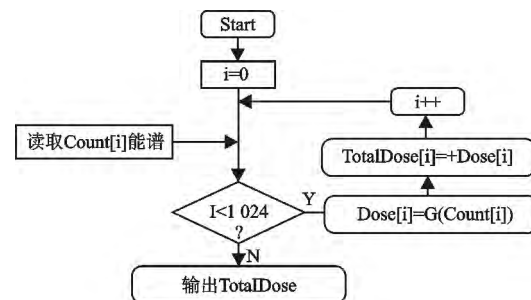 Start
i=0
i++
读取Count[i]能谱
TotalDose[i]=+Dose[i]
I<1 024
?
Y
Dose[i]=G(Count[i])
N
输出TotalDose